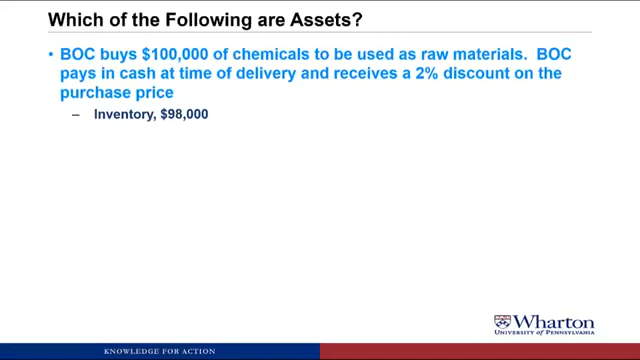 Which of the Following are Assets?
• BOC buys $100,000 of chemicals to be used as raw materials.  BOC
pays in cash at time of delivery and receives a 2% discount on the
purchase price
– Inventory, $98,000
Wharton
UNIVERSITY of PENNSYLVANIA
KNOWLEDGE FOR ACTION